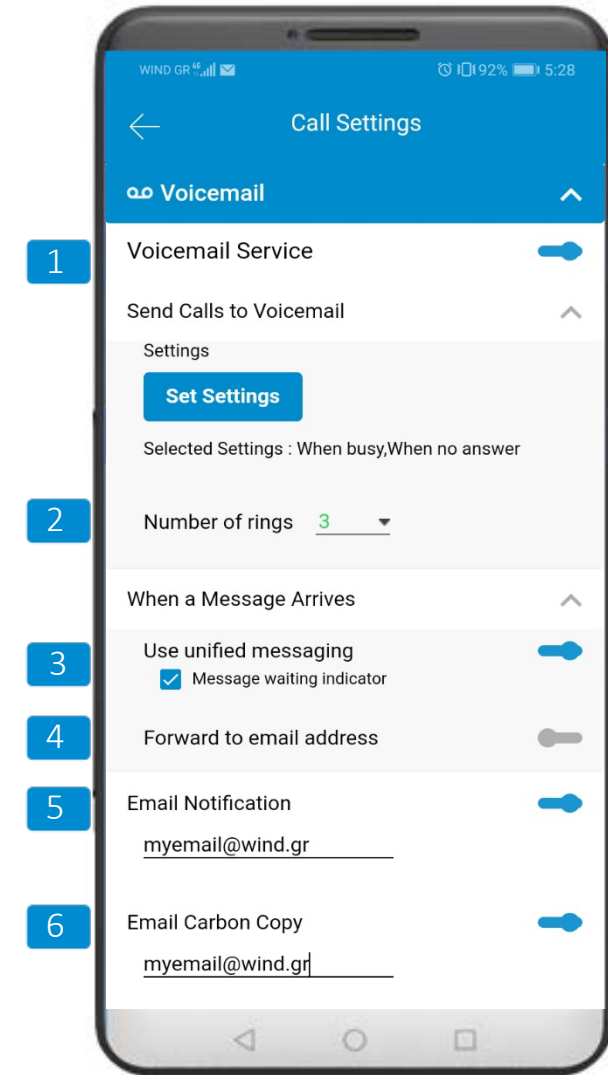 WIND GR 92% 5:28
Call Settings
Voicemail
1 Voicemail Service
Send Calls to Voicemail
Settings
Set Settings
Selected Settings : When busy,When no answer
2 Number of rings 3
When a Message Arrives
3 Use unified messaging
Message waiting indicator
4 Forward to email address
5 Email Notification
myemail@wind.gr
6 Email Carbon Copy
myemail@wind.gr